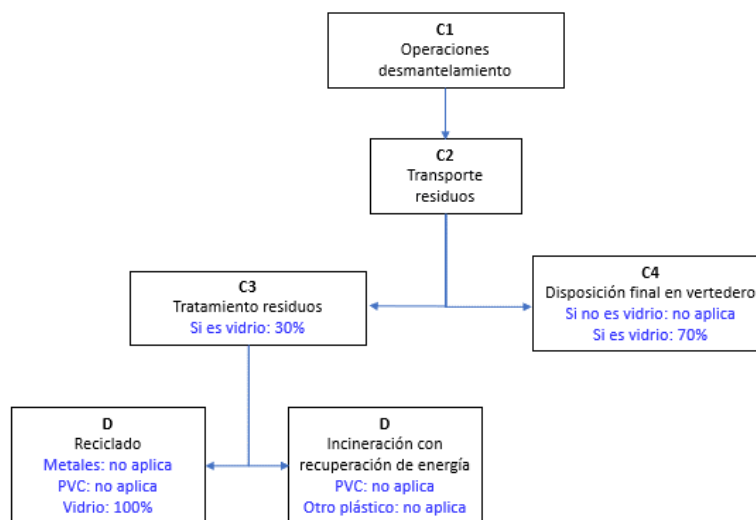 C1
Operaciones
desmantelamiento
C2
Transporte
residuos
C3
Tratamiento residuos
Si es vidrio: 30%
C4
Disposición final en vertedero
Si no es vidrio: no aplica
Si es vidrio: 70%
D
Reciclado
Metales: no aplica
PVC: no aplica
Vidrio: 100%
D
Incineración con
recuperación de energía
PVC: no aplica
Otro plástico: no aplica